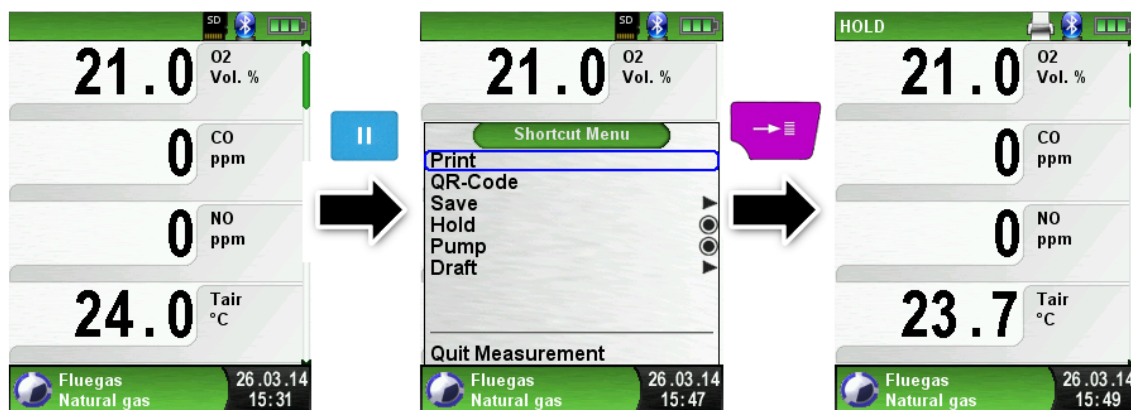 SD
21.0
O2
Vol. %
0
CO
ppm
0
NO
ppm
24.0
Tair
°C
Fluegas
Natural gas
26.03.14
15:31
SD
21.0
O2
Vol. %
Shortcut Menu
Print
QR-Code
Save
Hold
Pump
Draft
Quit Measurement
Fluegas
Natural gas
26.03.14
15:47
HOLD
21.0
O2
Vol. %
0
CO
ppm
0
NO
ppm
23.7
Tair
°C
Fluegas
Natural gas
26.03.14
15:49